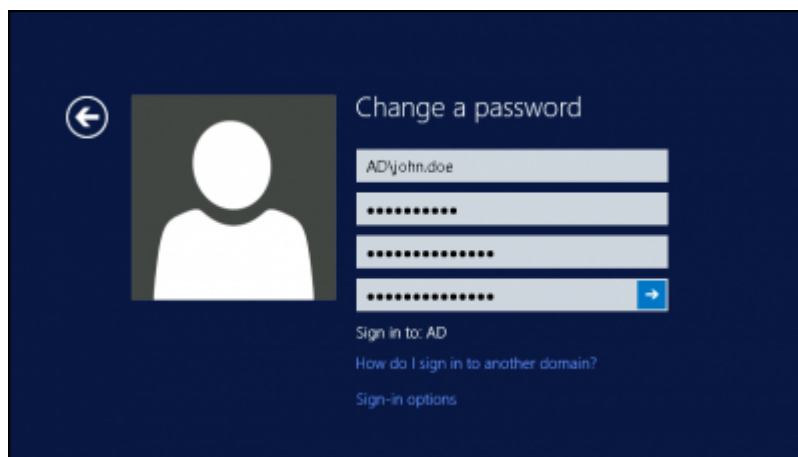 Change a password
AD\john.doe
••••••••••
••••••••••••••
••••••••••••••
Sign in to: AD
How do I sign in to another domain?
Sign-in options